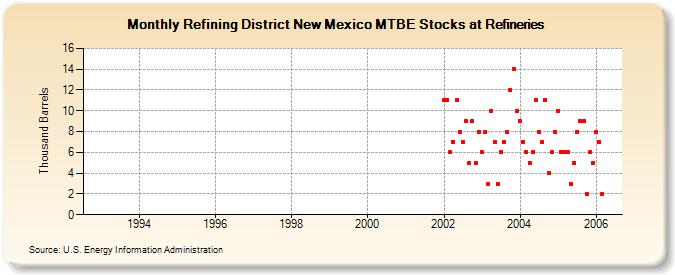 Monthly Refining District New Mexico MTBE Stocks at Refineries
Thousand Barrels
16
14
12
10
8
6
4
2
0
1994 1996 1998 2000 2002 2004 2006
Source: U.S. Energy Information Administration